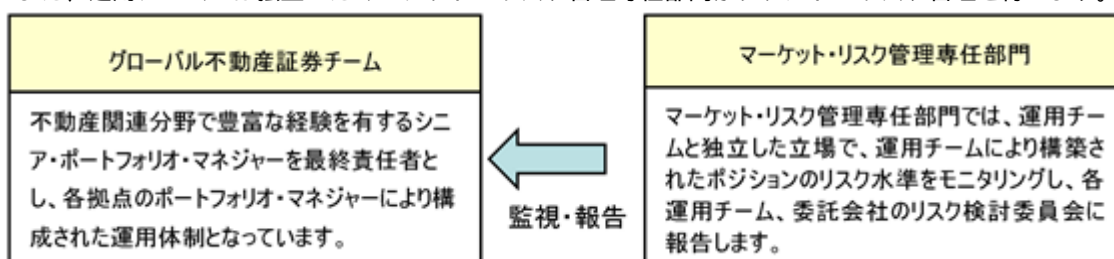 グローバル不動産証券チーム
不動産関連分野で豊富な経験を有するシニ
ア・ポートフォリオ・マネジャーを最終責任者と
し、各拠点のポートフォリオ・マネジャーにより構
成された運用体制となっています。
監視・報告
マーケット・リスク管理専任部門
マーケット・リスク管理専任部門では、運用チー
ムと独立した立場で、運用チームにより構築さ
れたポジションのリスク水準をモニタリングし、各
運用チーム、委託会社のリスク検討委員会に
報告します。